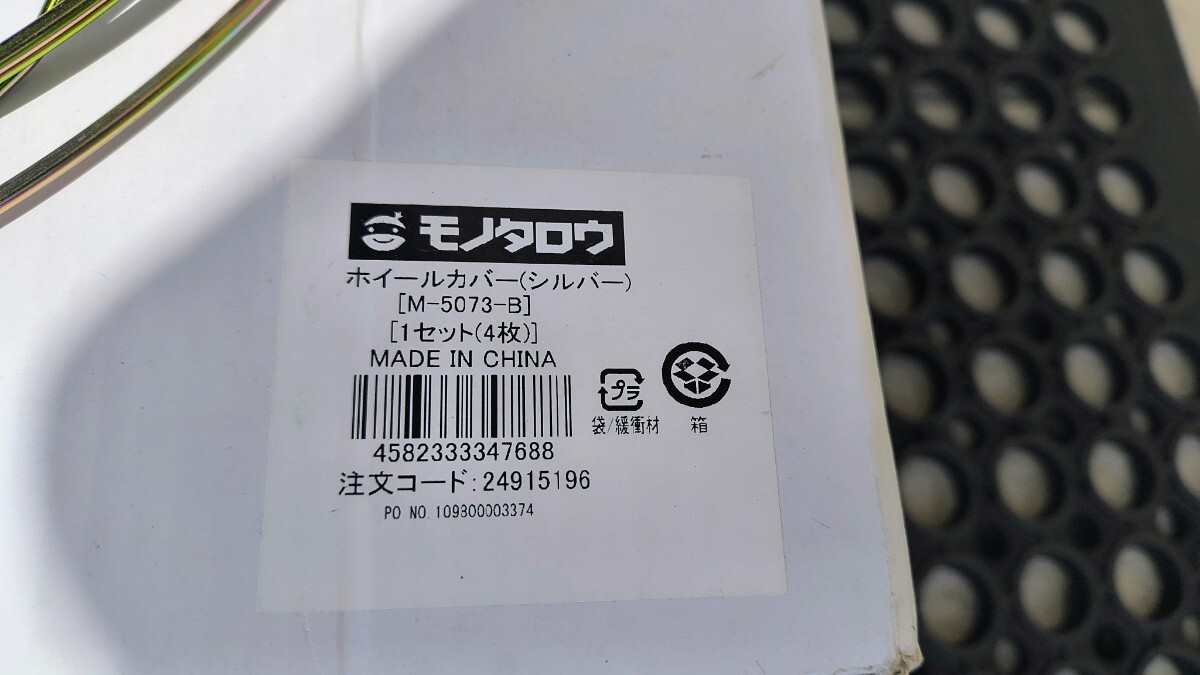 モノタロウ
ホイールカバー(シルバー)
[M-5073-B]
[1セット(4枚)]
MADE IN CHINA
プラ
袋/緩衝材
箱
4582333347688
注文コード:24915196
PO NO. 109300003374